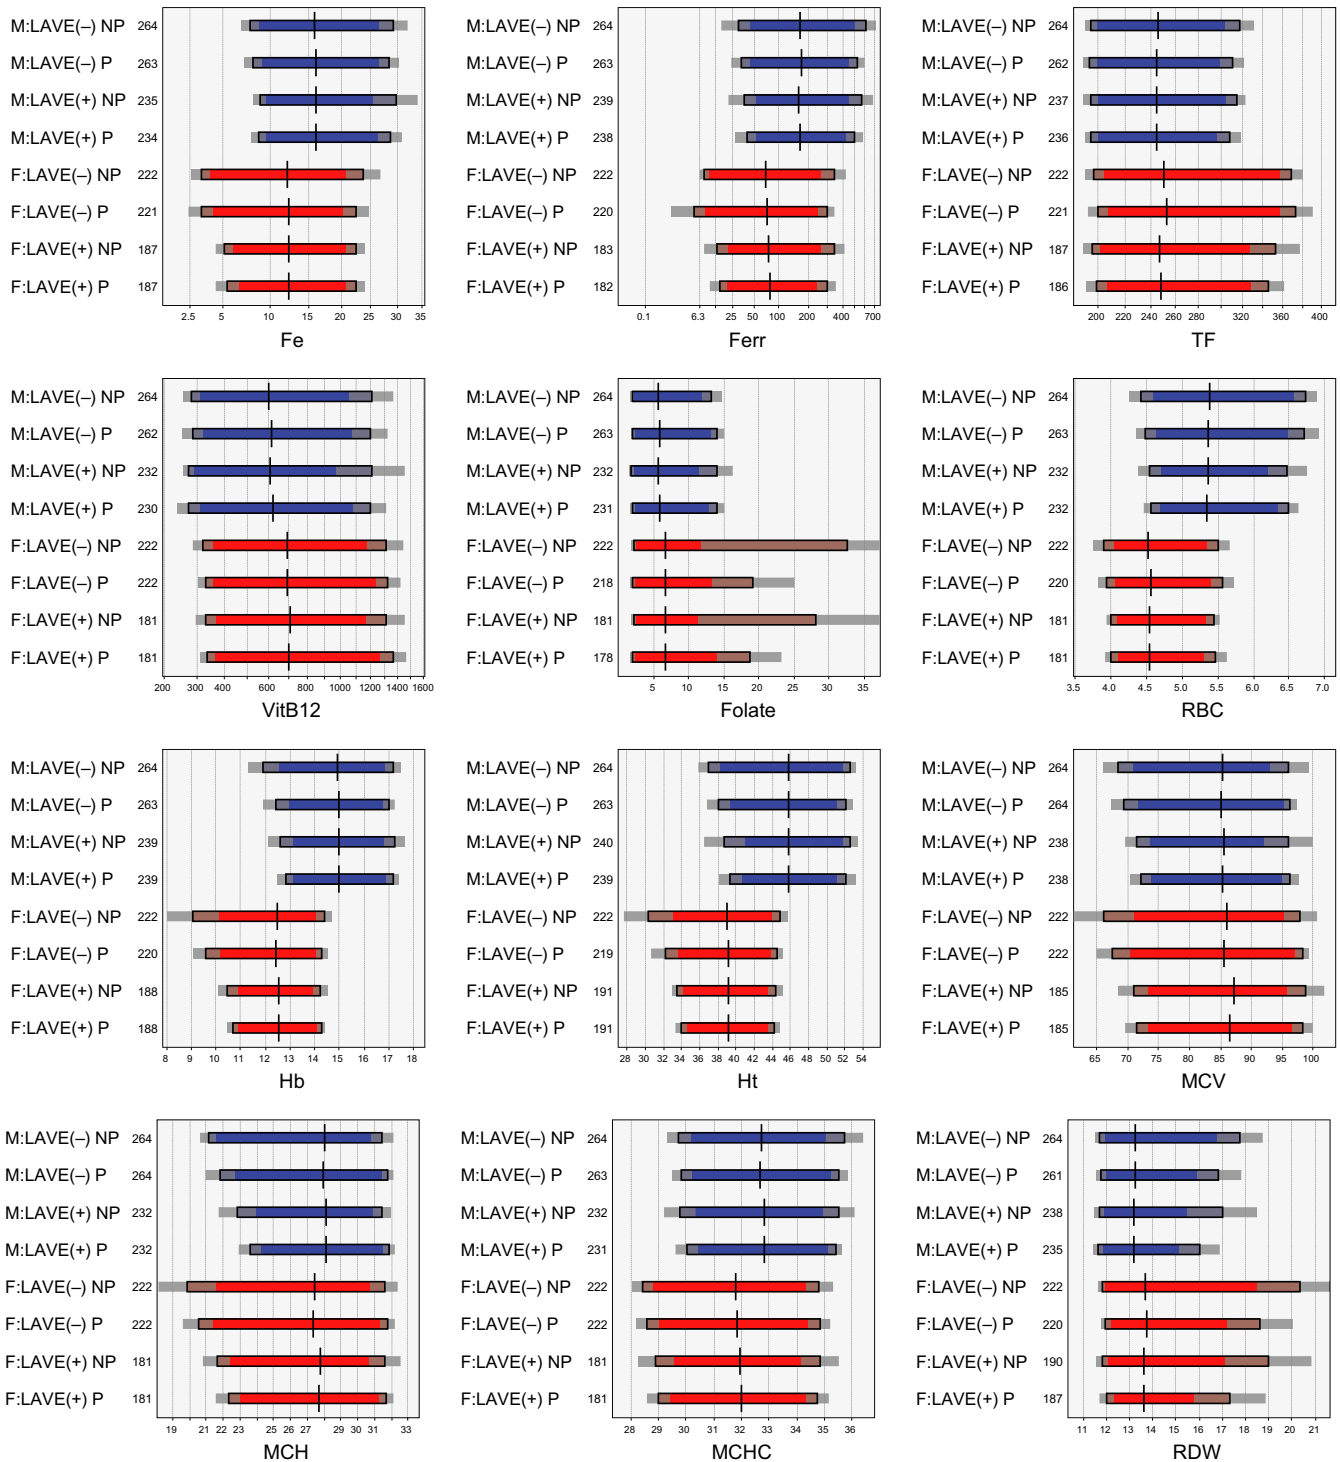 M:LAVE(–) NP 264
M:LAVE(–) P 263
M:LAVE(+) NP 235
M:LAVE(+) P 234
F:LAVE(–) NP 222
F:LAVE(–) P 221
F:LAVE(+) NP 187
F:LAVE(+) P 187
2.5 5 10 15 20 25 30 35
Fe
M:LAVE(–) NP 264
M:LAVE(–) P 263
M:LAVE(+) NP 239
M:LAVE(+) P 238
F:LAVE(–) NP 222
F:LAVE(–) P 220
F:LAVE(+) NP 183
F:LAVE(+) P 182
0.1 6.3 25 50 100 200 400 700
Ferr
M:LAVE(–) NP 264
M:LAVE(–) P 262
M:LAVE(+) NP 237
M:LAVE(+) P 236
F:LAVE(–) NP 222
F:LAVE(–) P 221
F:LAVE(+) NP 187
F:LAVE(+) P 186
200 220 240 260 280 320 360 400
TF
M:LAVE(–) NP 264
M:LAVE(–) P 262
M:LAVE(+) NP 232
M:LAVE(+) P 230
F:LAVE(–) NP 222
F:LAVE(–) P 222
F:LAVE(+) NP 181
F:LAVE(+) P 181
200 300 400 600 800 1000 1200 1400 1600
VitB12
M:LAVE(–) NP 264
M:LAVE(–) P 263
M:LAVE(+) NP 232
M:LAVE(+) P 231
F:LAVE(–) NP 222
F:LAVE(–) P 218
F:LAVE(+) NP 181
F:LAVE(+) P 178
5 10 15 20 25 30 35
Folate
M:LAVE(–) NP 264
M:LAVE(–) P 263
M:LAVE(+) NP 232
M:LAVE(+) P 232
F:LAVE(–) NP 222
F:LAVE(–) P 220
F:LAVE(+) NP 181
F:LAVE(+) P 181
3.5 4.0 4.5 5.0 5.5 6.0 6.5 7.0
RBC
M:LAVE(–) NP 264
M:LAVE(–) P 263
M:LAVE(+) NP 239
M:LAVE(+) P 239
F:LAVE(–) NP 222
F:LAVE(–) P 220
F:LAVE(+) NP 188
F:LAVE(+) P 188
8 9 10 11 12 13 14 15 16 17 18
Hb
M:LAVE(–) NP 264
M:LAVE(–) P 263
M:LAVE(+) NP 240
M:LAVE(+) P 239
F:LAVE(–) NP 222
F:LAVE(–) P 219
F:LAVE(+) NP 191
F:LAVE(+) P 191
28 30 32 34 36 38 40 42 44 46 48 50 52 54
Ht
M:LAVE(–) NP 264
M:LAVE(–) P 264
M:LAVE(+) NP 238
M:LAVE(+) P 238
F:LAVE(–) NP 222
F:LAVE(–) P 222
F:LAVE(+) NP 185
F:LAVE(+) P 185
65 70 75 80 85 90 95 100
MCV
M:LAVE(–) NP 264
M:LAVE(–) P 264
M:LAVE(+) NP 232
M:LAVE(+) P 232
F:LAVE(–) NP 222
F:LAVE(–) P 222
F:LAVE(+) NP 181
F:LAVE(+) P 181
19 21 22 23 24 25 26 27 28 29 30 31 32 33
MCH
M:LAVE(–) NP 264
M:LAVE(–) P 263
M:LAVE(+) NP 232
M:LAVE(+) P 231
F:LAVE(–) NP 222
F:LAVE(–) P 222
F:LAVE(+) NP 181
F:LAVE(+) P 181
28 29 30 31 32 33 34 35 36
MCHC
M:LAVE(–) NP 264
M:LAVE(–) P 261
M:LAVE(+) NP 238
M:LAVE(+) P 235
F:LAVE(–) NP 222
F:LAVE(–) P 220
F:LAVE(+) NP 190
F:LAVE(+) P 187
11 12 13 14 15 16 17 18 19 20 21
RDW